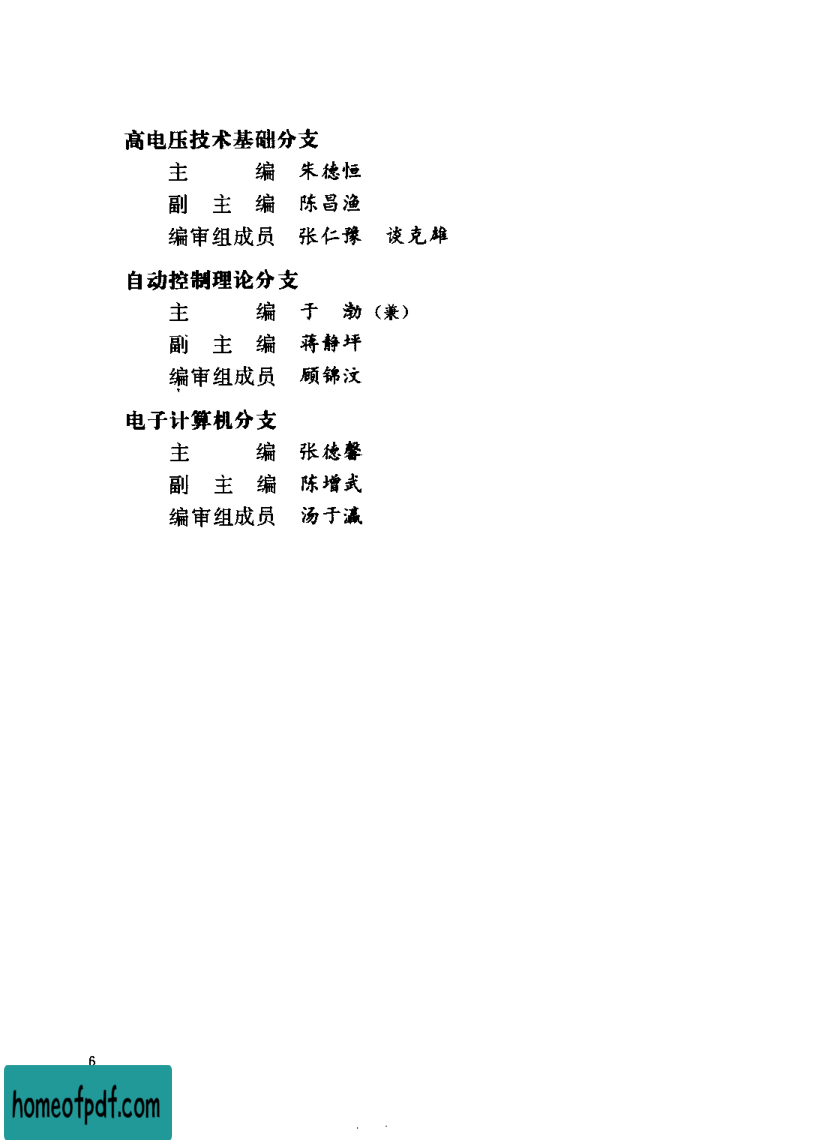 高电压技术基础分支
主 编 朱德恒
副 主 编 陈昌渔
编审组成员 张仁豫 谈克雄
自动控制理论分支
主 编 于 渤（兼）
副 主 编 蒋静坪
编审组成员 顾锦汶
电子计算机分支
主 编 张德馨
副 主 编 陈增武
编审组成员 汤于瀛
6
homeofpdf.com